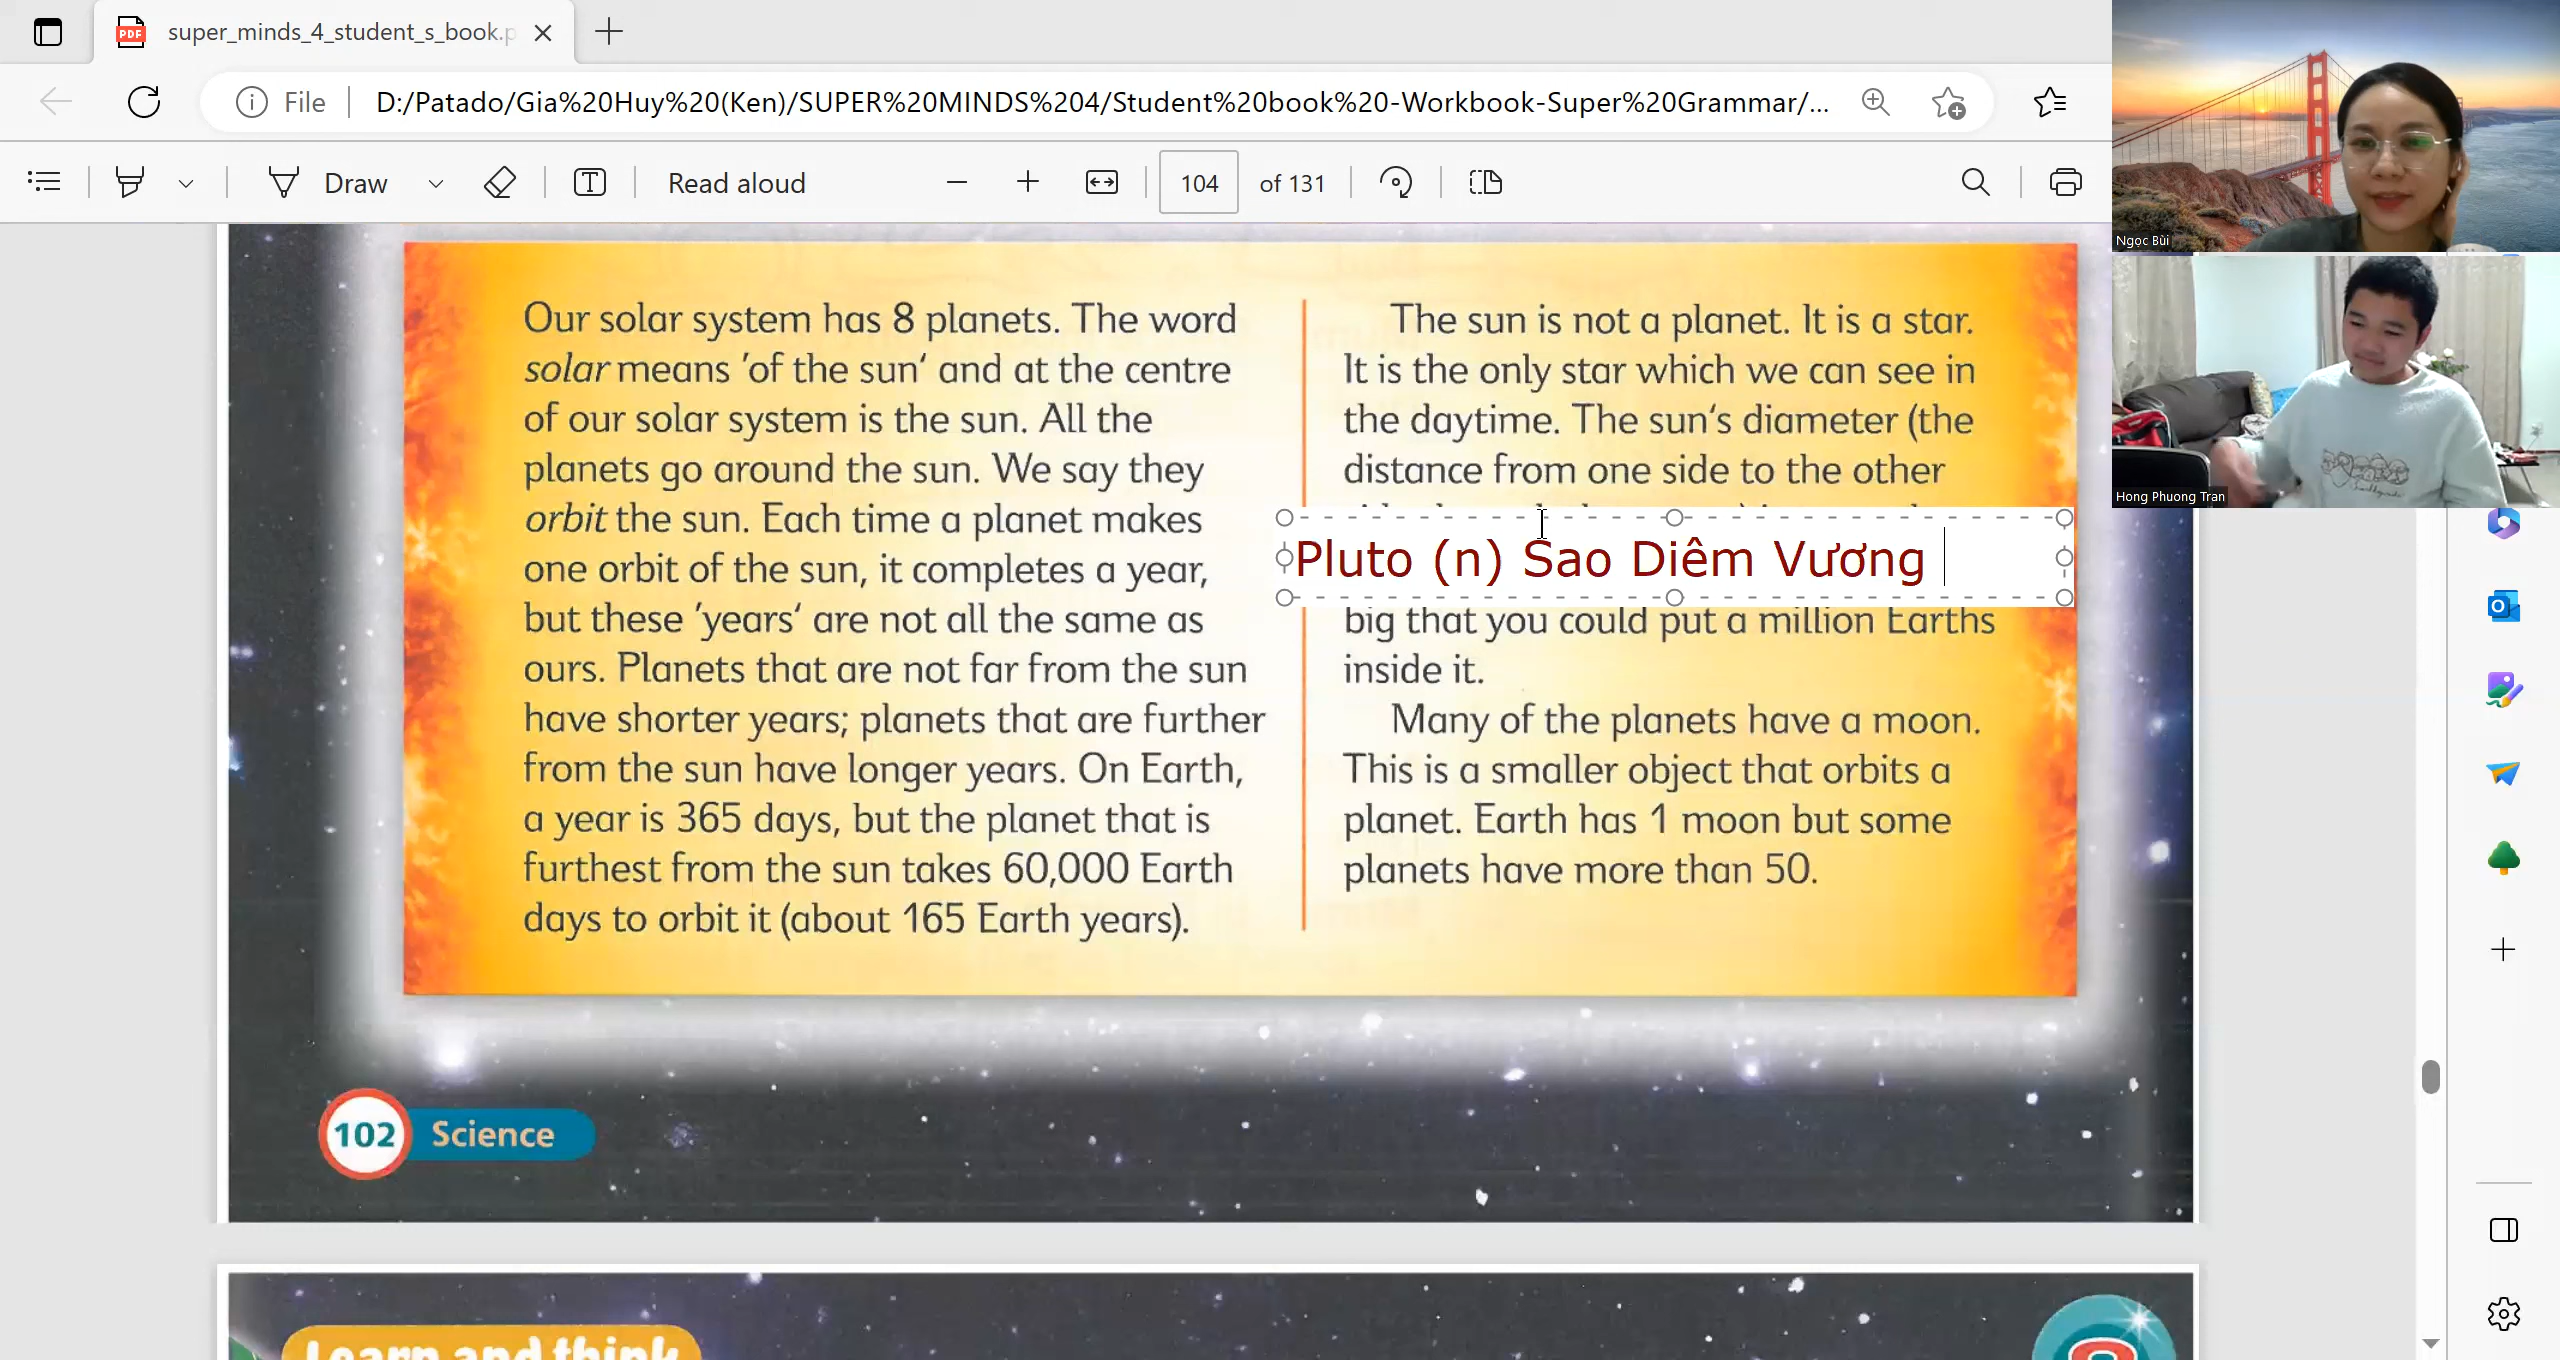 super_minds_4_student_s_book.p
File
D:/Patado/Gia%20Huy%20(Ken)/SUPER%20MINDS%204/Student%20book%20-Workbook-Super%20Grammar/...
Draw
Read aloud
104 of 131
Ngọc Bùi
Hong Phuong Tran
Our solar system has 8 planets. The word
solar means 'of the sun' and at the centre
of our solar system is the sun. All the
planets go around the sun. We say they
orbit the sun. Each time a planet makes
one orbit of the sun, it completes a year,
but these 'years' are not all the same as
ours. Planets that are not far from the sun
have shorter years; planets that are further
from the sun have longer years. On Earth,
a year is 365 days, but the planet that is
furthest from the sun takes 60,000 Earth
days to orbit it (about 165 Earth years).
The sun is not a planet. It is a star.
It is the only star which we can see in
the daytime. The sun's diameter (the
distance from one side to the other
Pluto (n) Sao Diêm Vương
big that you could put a million Earths
inside it.
Many of the planets have a moon.
This is a smaller object that orbits a
planet. Earth has 1 moon but some
planets have more than 50.
102 Science
Learn and think